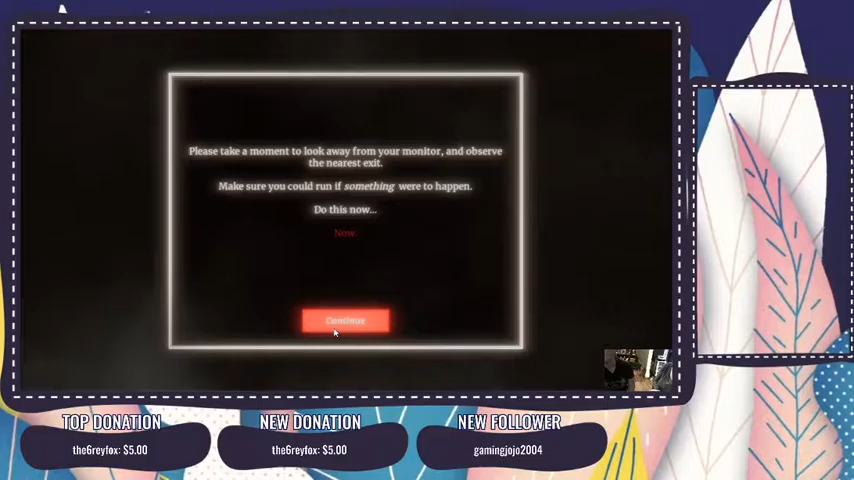 Please take a moment to look away from your monitor, and observe
the nearest exit.
Make sure you could run if something were to happen.
Do this now...
Now.
Continue
TOP DONATION
NEW DONATION
NEW FOLLOWER
the6reyfox: $5.00
the6reyfox: $5.00
gamingjojo2004